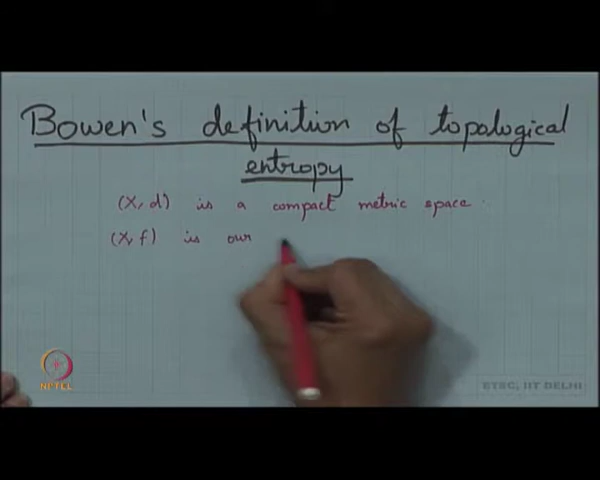 Bowen's definition of topological
entropy
(X, d) is a compact metric space.
(X, f) is our
NPTEL
ETSC, IIT DELHI